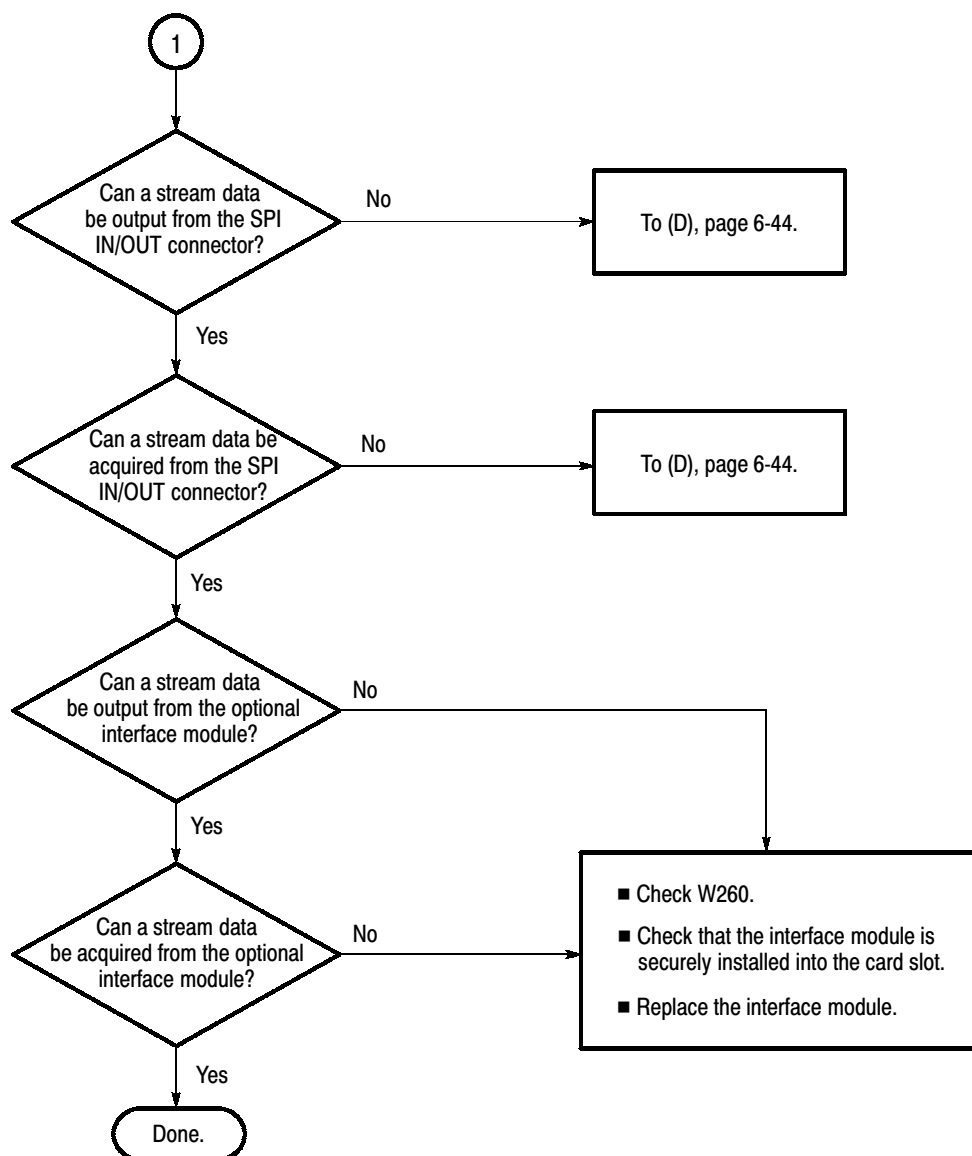 1
Can a stream data
be output from the SPI
IN/OUT connector?
No
To (D), page 6-44.
Yes
Can a stream data be
acquired from the SPI
IN/OUT connector?
No
To (D), page 6-44.
Yes
Can a stream data
be output from the optional
interface module?
No
Yes
Can a stream data
be acquired from the optional
interface module?
No
■ Check W260.
■ Check that the interface module is
securely installed into the card slot.
■ Replace the interface module.
Yes
Done.